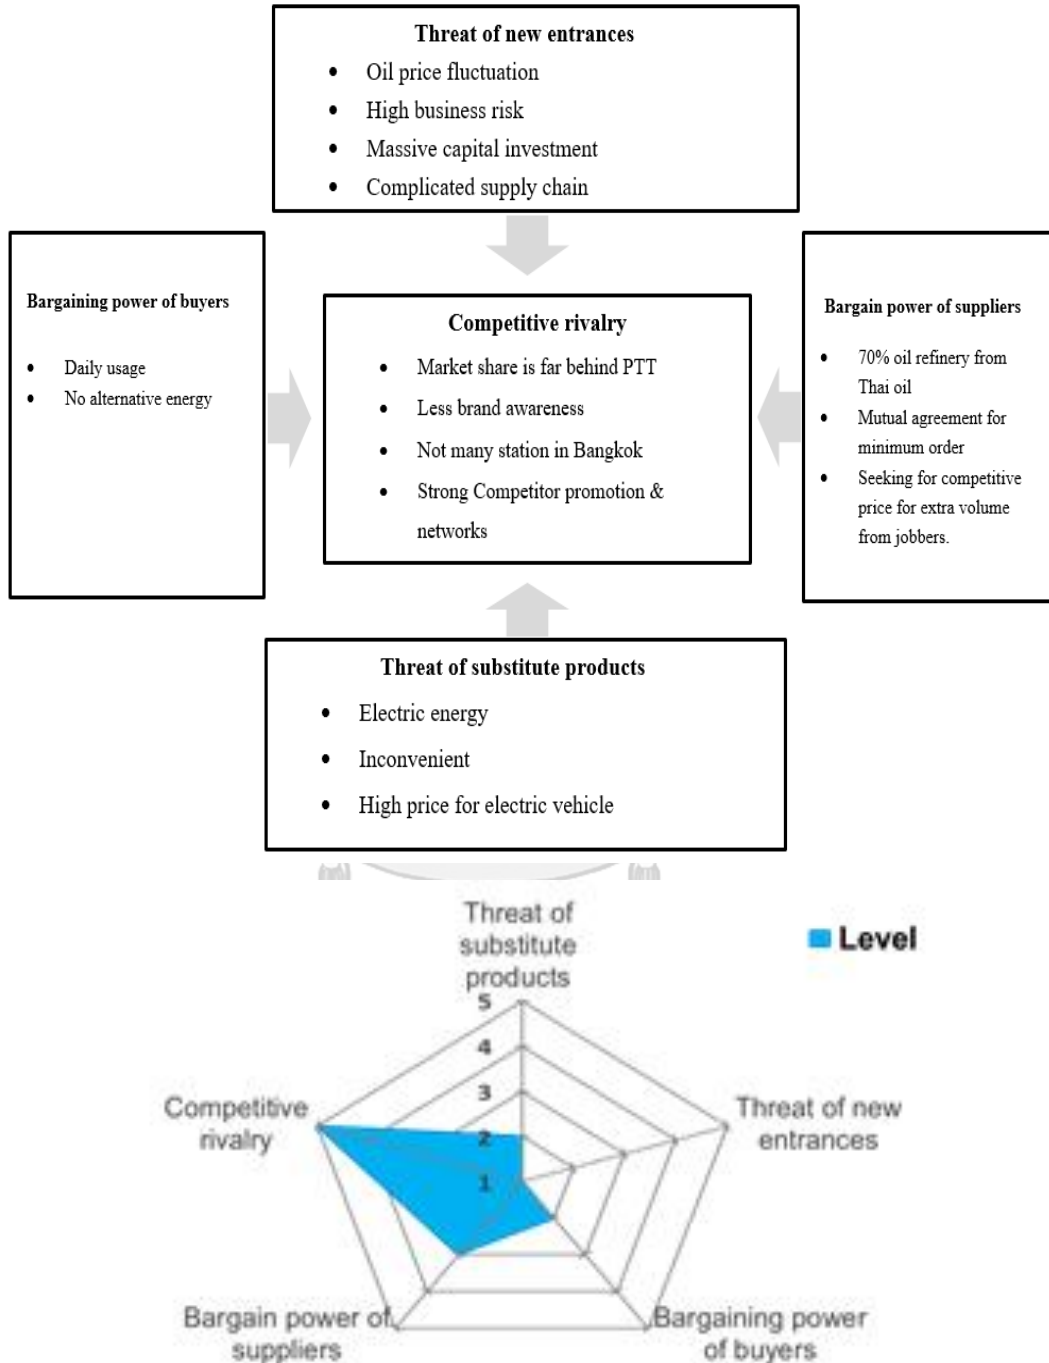 Threat of new entrances
• Oil price fluctuation
• High business risk
• Massive capital investment
• Complicated supply chain
Bargaining power of buyers
• Daily usage
• No alternative energy
Competitive rivalry
• Market share is far behind PTT
• Less brand awareness
• Not many station in Bangkok
• Strong Competitor promotion &
networks
Bargain power of suppliers
• 70% oil refinery from
Thai oil
• Mutual agreement for
minimum order
• Seeking for competitive
price for extra volume
from jobbers.
Threat of substitute products
• Electric energy
• Inconvenient
• High price for electric vehicle
Threat of
substitute
products
Level
5
4
3
2
1
Competitive
rivalry
Threat of new
entrances
Bargain power of
suppliers
Bargaining power
of buyers